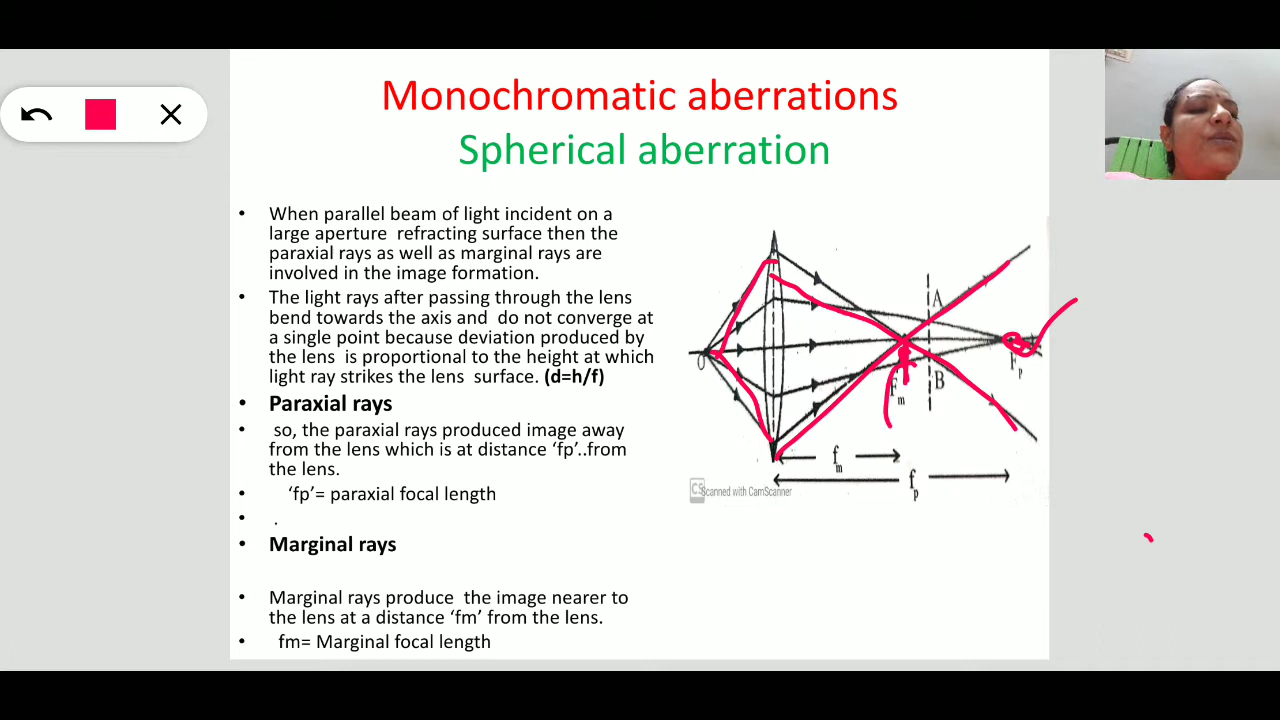 Monochromatic aberrations
Spherical aberration
• When parallel beam of light incident on a
large aperture refracting surface then the
paraxial rays as well as marginal rays are
involved in the image formation.
• The light rays after passing through the lens
bend towards the axis and do not converge at
a single point because deviation produced by
the lens is proportional to the height at which
light ray strikes the lens surface. (d=h/f)
• Paraxial rays
• so, the paraxial rays produced image away
from the lens which is at distance ‘fp’..from
the lens.
• ‘fp’= paraxial focal length
• .
• Marginal rays
• Marginal rays produce the image nearer to
the lens at a distance ‘fm’ from the lens.
• fm= Marginal focal length
A
O
F_p
B
F_m
f_m
f_p
CS Scanned with CamScanner